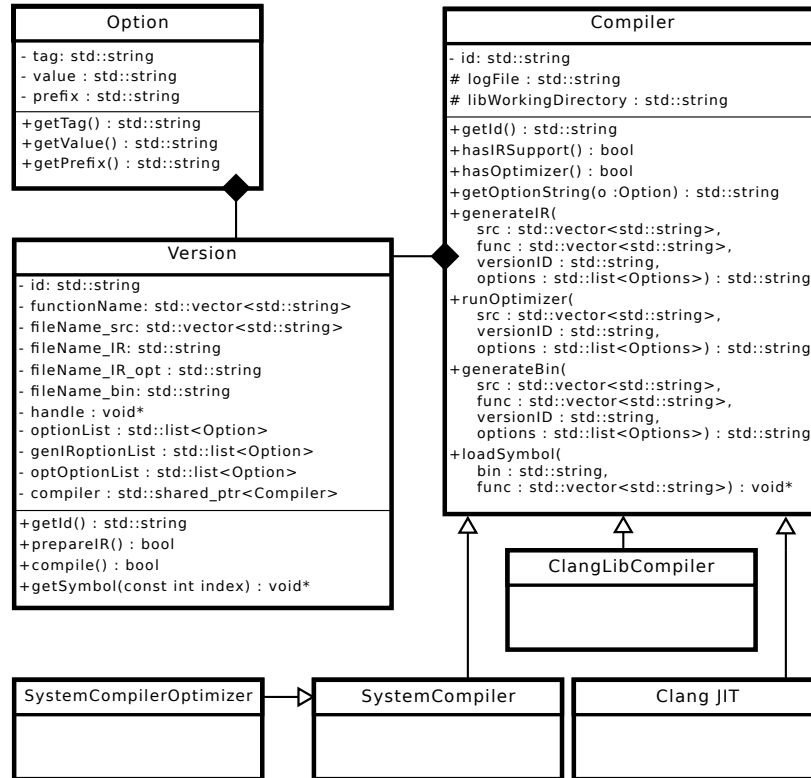 Option
- tag: std::string
- value : std::string
- prefix : std::string
+getTag() : std::string
+getValue() : std::string
+getPrefix() : std::string
Compiler
- id: std::string
# logFile : std::string
# libWorkingDirectory : std::string
+getId() : std::string
+hasIRSupport() : bool
+hasOptimizer() : bool
+getOptionString(o :Option) : std::string
+generateIR(
src : std::vector<std::string>,
func : std::vector<std::string>,
versionID : std::string,
options : std::list<Options>) : std::string
+runOptimizer(
src : std::vector<std::string>,
versionID : std::string,
options : std::list<Options>) : std::string
+generateBin(
src : std::vector<std::string>,
func : std::vector<std::string>,
versionID : std::string,
options : std::list<Options>) : std::string
+loadSymbol(
bin : std::string,
func : std::vector<std::string>) : void*
Version
- id: std::string
- functionName: std::vector<std::string>
- fileName_src: std::vector<std::string>
- fileName_IR: std::string
- fileName_IR_opt : std::string
- fileName_bin: std::string
- handle : void*
- optionList : std::list<Option>
- genIRoptionList : std::list<Option>
- optOptionList : std::list<Option>
- compiler : std::shared_ptr<Compiler>
+getId() : std::string
+prepareIR() : bool
+compile() : bool
+getSymbol(const int index) : void*
ClangLibCompiler
SystemCompilerOptimizer
SystemCompiler
Clang JIT